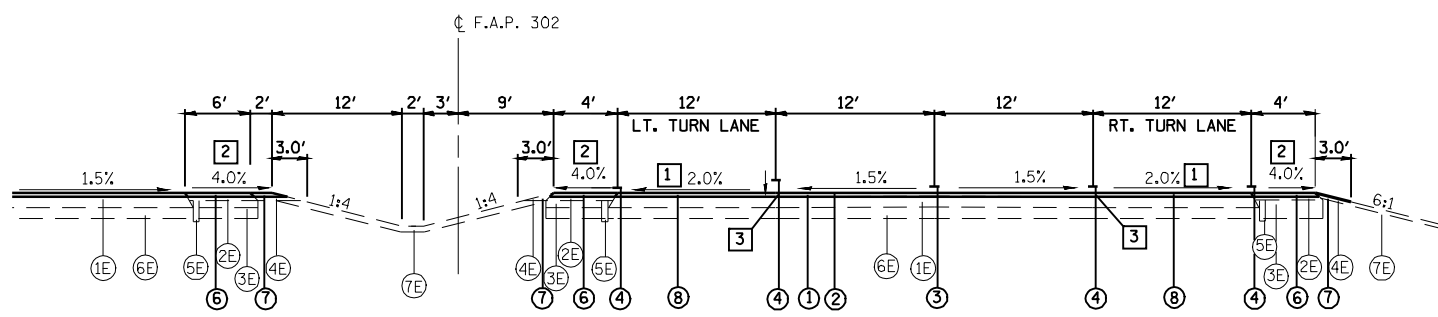 ℄ F.A.P. 302
6' 2' 12' 2' 3' 9' 4' 12' 12' 12' 12' 4'
LT. TURN LANE RT. TURN LANE
2 3.0' 3.0' 2 2 3.0'
1.5% 4.0% 4.0% 1 2.0% 1.5% 1.5% 2.0% 1 4.0%
1:4 1:4 6:1
3 3
1E 6E 5E 2E 3E 4E 7E 4E 3E 2E 5E 6E 1E 5E 3E 2E 4E 7E
6 7 7 6 4 8 4 1 2 3 4 8 4 6 7